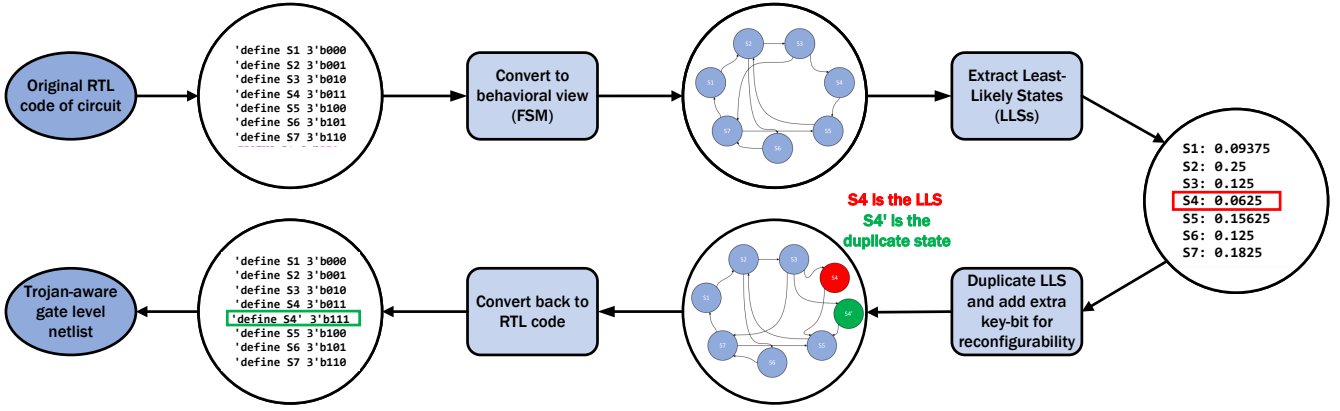 Original RTL
code of circuit
'define S1 3'b000
'define S2 3'b001
'define S3 3'b010
'define S4 3'b011
'define S5 3'b100
'define S6 3'b101
'define S7 3'b110
Convert to
behavioral view
(FSM)
S1
S2
S3
S4
S5
S6
S7
Extract Least-
Likely States
(LLSs)
S1: 0.09375
S2: 0.25
S3: 0.125
S4: 0.0625
S5: 0.15625
S6: 0.125
S7: 0.1825
Duplicate LLS
and add extra
key-bit for
reconfigurability
S4 is the LLS
S4' is the
duplicate state
S1
S2
S3
S4
S4'
S5
S6
S7
Convert back to
RTL code
'define S1 3'b000
'define S2 3'b001
'define S3 3'b010
'define S4 3'b011
'define S4' 3'b111
'define S5 3'b100
'define S6 3'b101
'define S7 3'b110
Trojan-aware
gate level
netlist